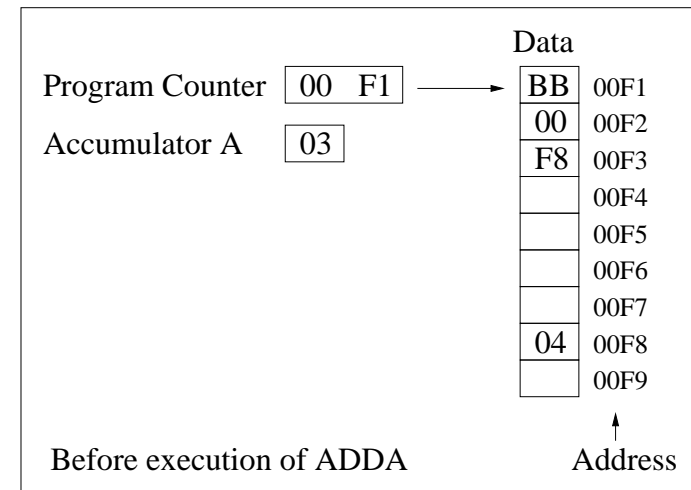 Data
Program Counter 00 F1 BB 00F1
00 00F2
Accumulator A 03
F8 00F3
00F4
00F5
00F6
00F7
04 00F8
00F9
Before execution of ADDA Address